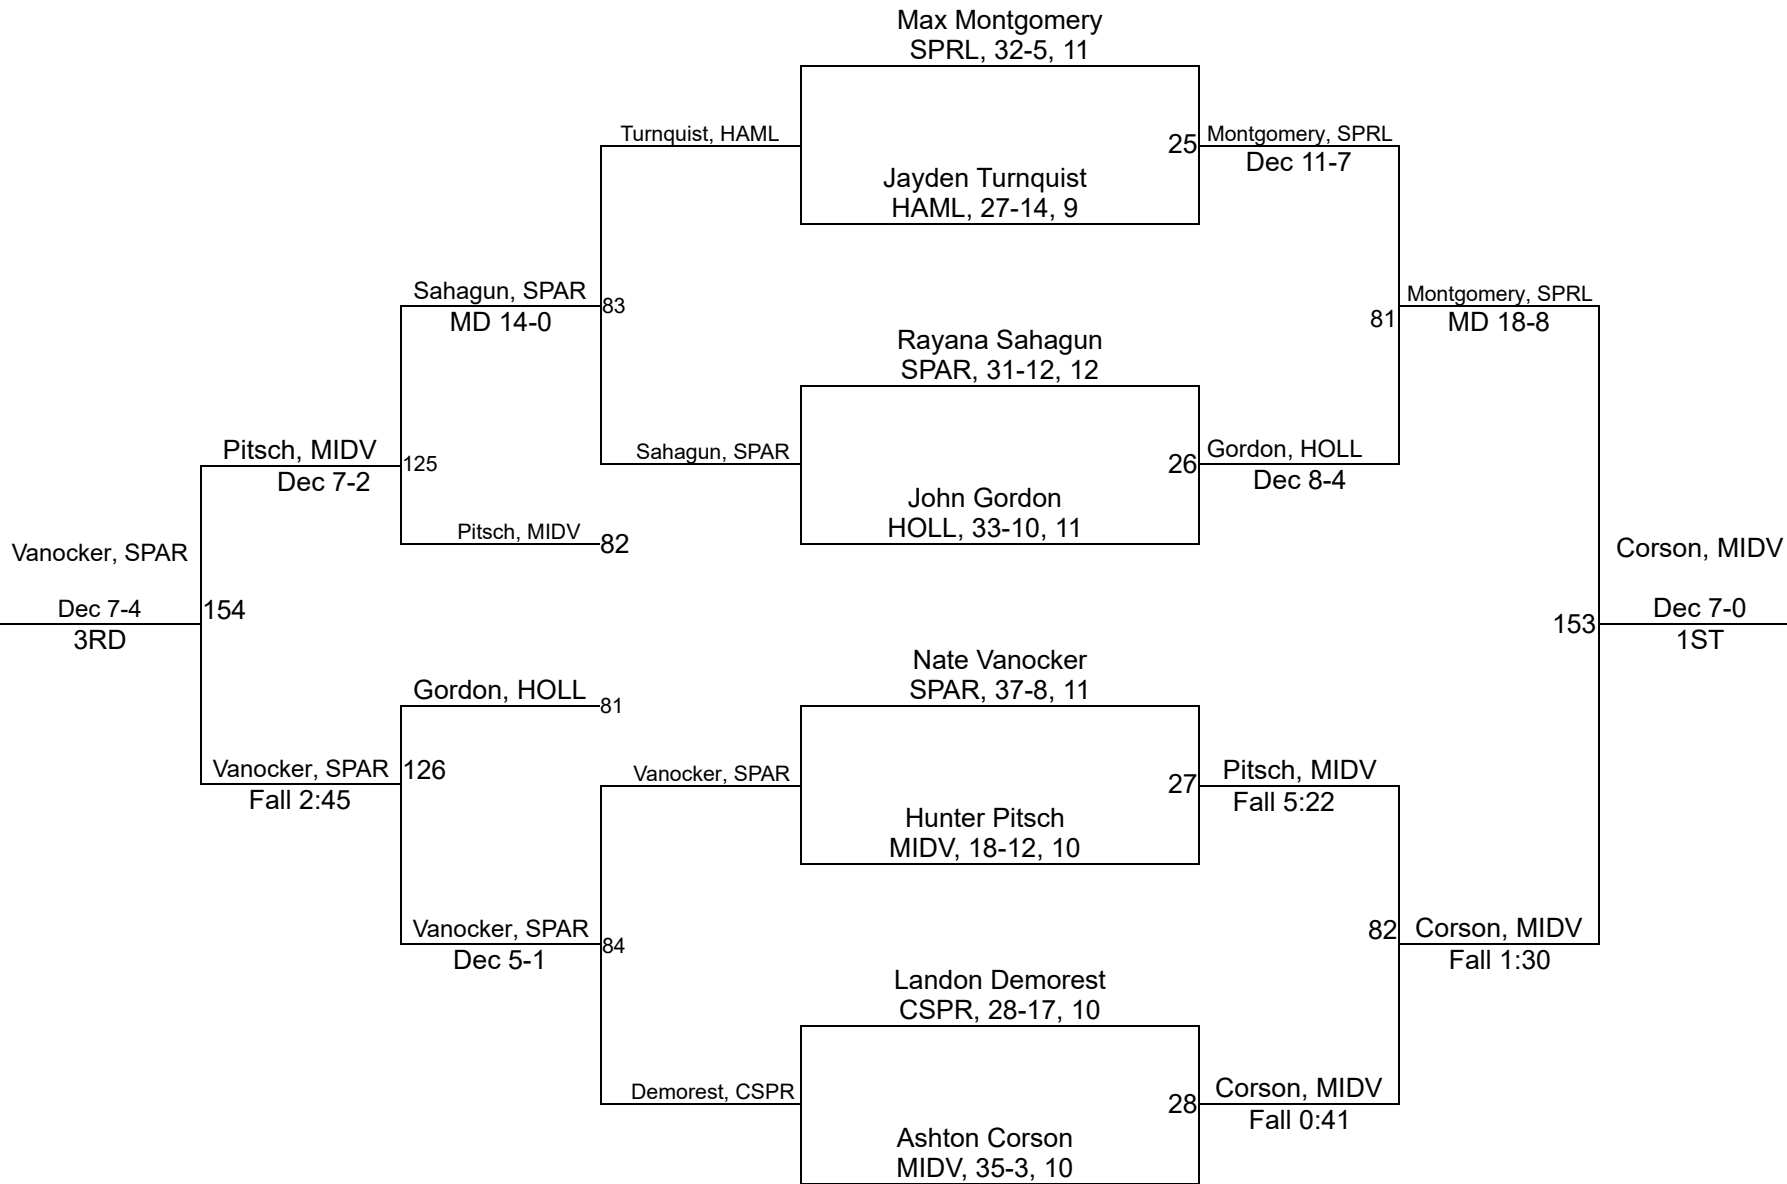 Max Montgomery
SPRL, 32-5, 11
Turnquist, HAML
25
Montgomery, SPRL
Dec 11-7
Jayden Turnquist
HAML, 27-14, 9
Sahagun, SPAR
83
MD 14-0
81
Montgomery, SPRL
MD 18-8
Rayana Sahagun
SPAR, 31-12, 12
Pitsch, MIDV
125
Dec 7-2
Sahagun, SPAR
26
Gordon, HOLL
Dec 8-4
John Gordon
HOLL, 33-10, 11
Pitsch, MIDV
82
Vanocker, SPAR
Corson, MIDV
Dec 7-4
154
3RD
153
Dec 7-0
1ST
Nate Vanocker
SPAR, 37-8, 11
Gordon, HOLL
81
Vanocker, SPAR
126
Fall 2:45
Vanocker, SPAR
27
Pitsch, MIDV
Fall 5:22
Hunter Pitsch
MIDV, 18-12, 10
Vanocker, SPAR
84
Dec 5-1
82
Corson, MIDV
Fall 1:30
Landon Demorest
CSPR, 28-17, 10
Demorest, CSPR
28
Corson, MIDV
Fall 0:41
Ashton Corson
MIDV, 35-3, 10